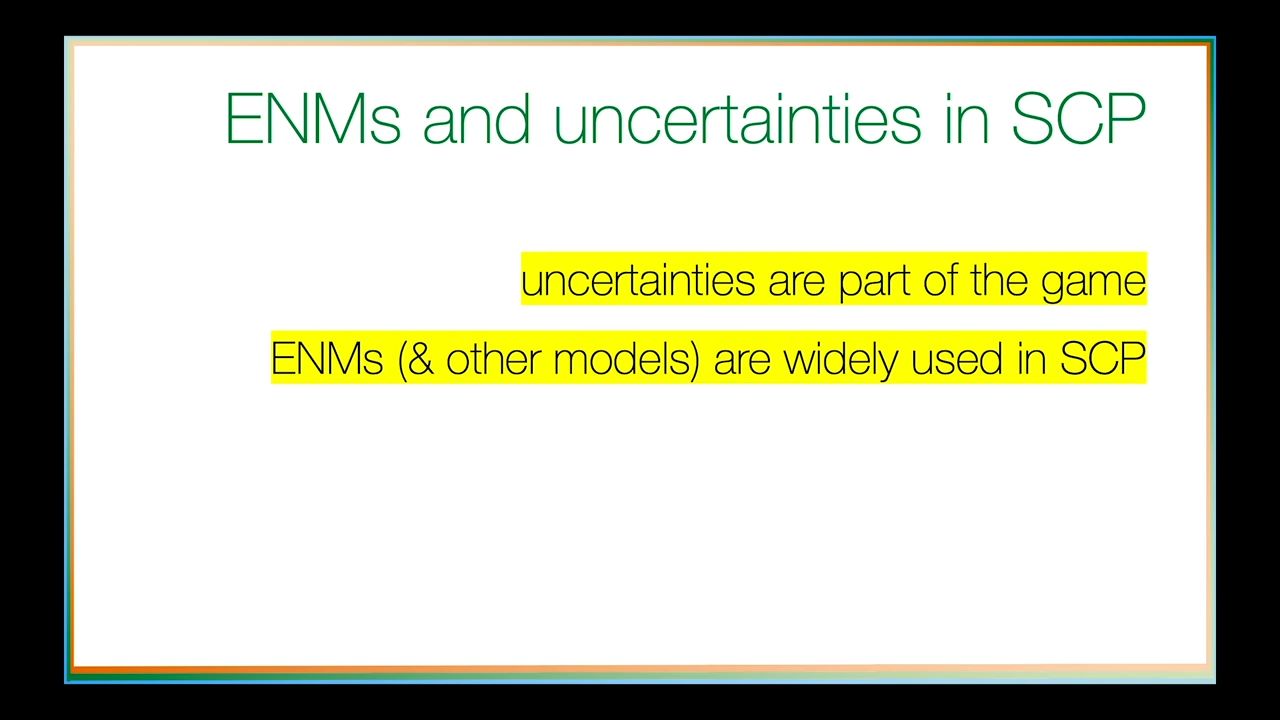 ENMs and uncertainties in SCP
uncertainties are part of the game
ENMs (& other models) are widely used in SCP